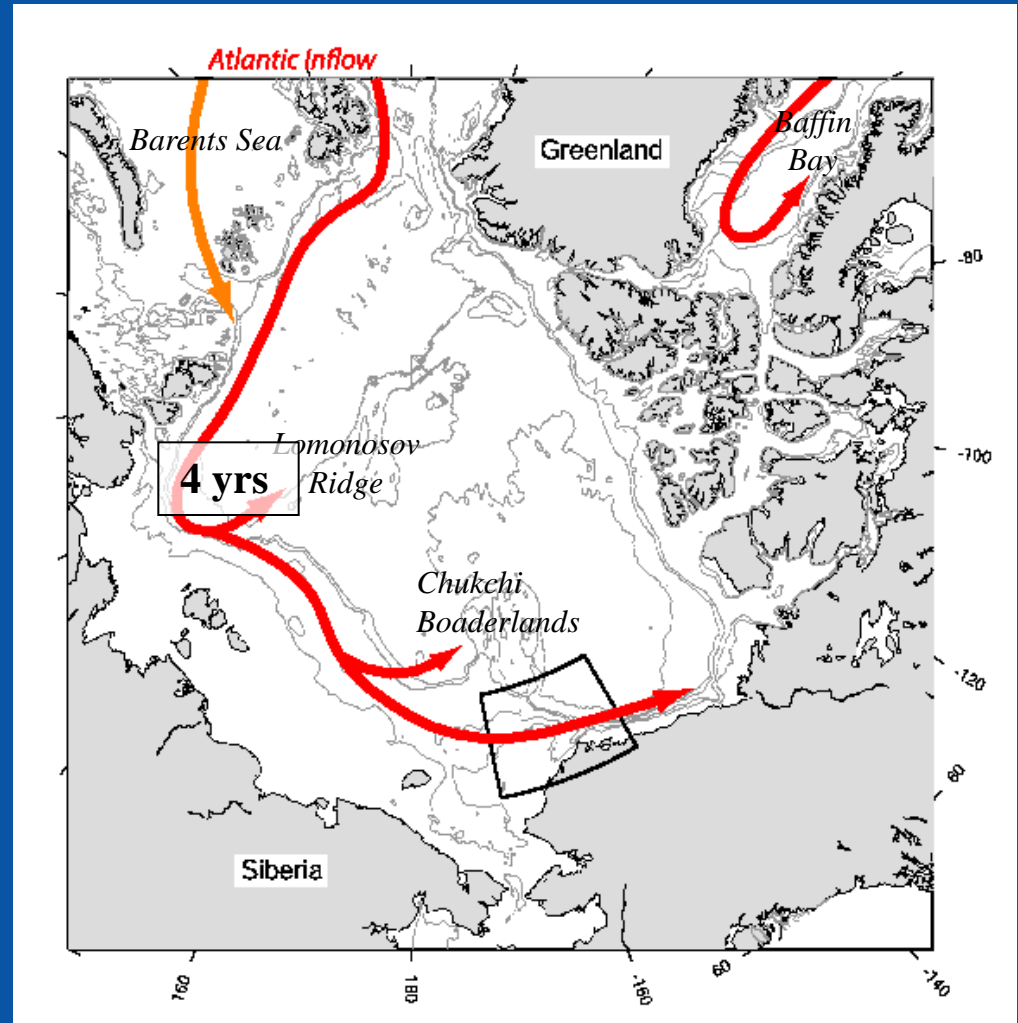 Atlantic Inflow
Barents Sea
Greenland
Baffin
Bay
-80
Lomonosov
Ridge
4 yrs
-100
Chukchi
Boaderlands
-120
60
Siberia
160
180
-160
60
-140